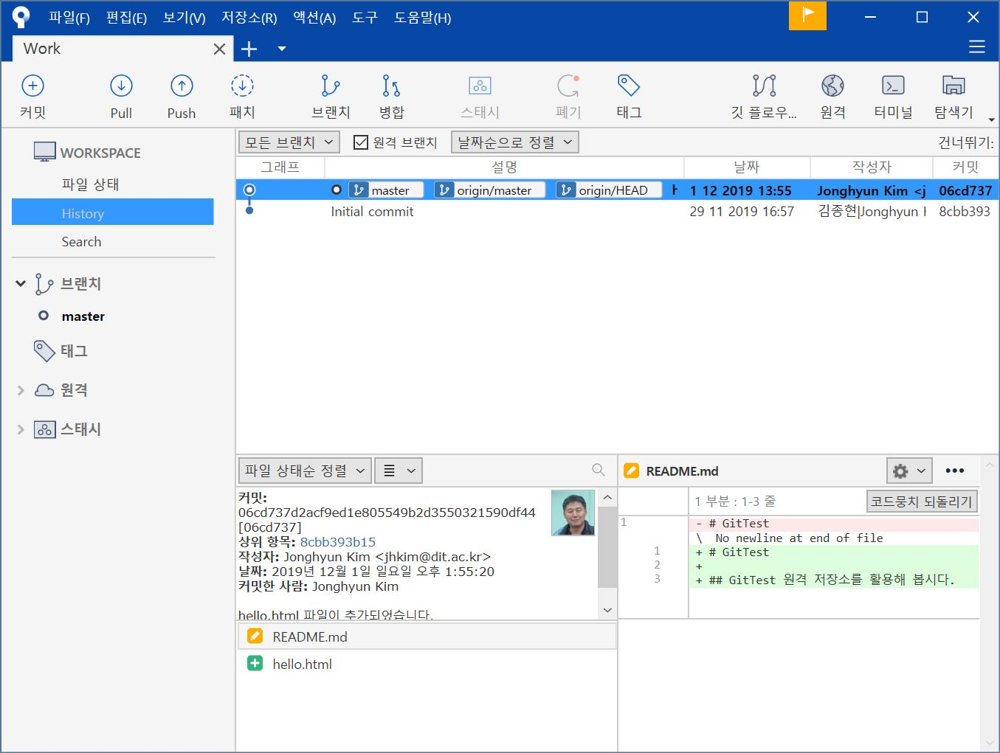 파일(F) 편집(E) 보기(V) 저장소(R) 액션(A) 도구 도움말(H)
Work
커밋 Pull Push 패치 브랜치 병합 스태시 폐기 태그 깃 플로우... 원격 터미널 탐색기
WORKSPACE
파일 상태
History
Search
브랜치
master
태그
원격
스태시
모든 브랜치 원격 브랜치 날짜순으로 정렬 건너뛰기:
그래프 설명 날짜 작성자 커밋
master origin/master origin/HEAD h 1 12 2019 13:55 Jonghyun Kim <j 06cd737
Initial commit 29 11 2019 16:57 김종현|Jonghyun 8cbb393
파일 상태순 정렬
커밋:
06cd737d2acf9ed1e805549b2d3550321590df44
[06cd737]
상위 항목: 8cbb393b15
작성자: Jonghyun Kim <jhkim@dit.ac.kr>
날짜: 2019년 12월 1일 일요일 오후 1:55:20
커밋한 사람: Jonghyun Kim
hello.html 파일이 추가되었습니다.
README.md
hello.html
README.md
1 부분 : 1-3 줄 코드뭉치 되돌리기
1 - # GitTest
\ No newline at end of file
1 + # GitTest
2 +
3 + ## GitTest 원격 저장소를 활용해 봅시다.